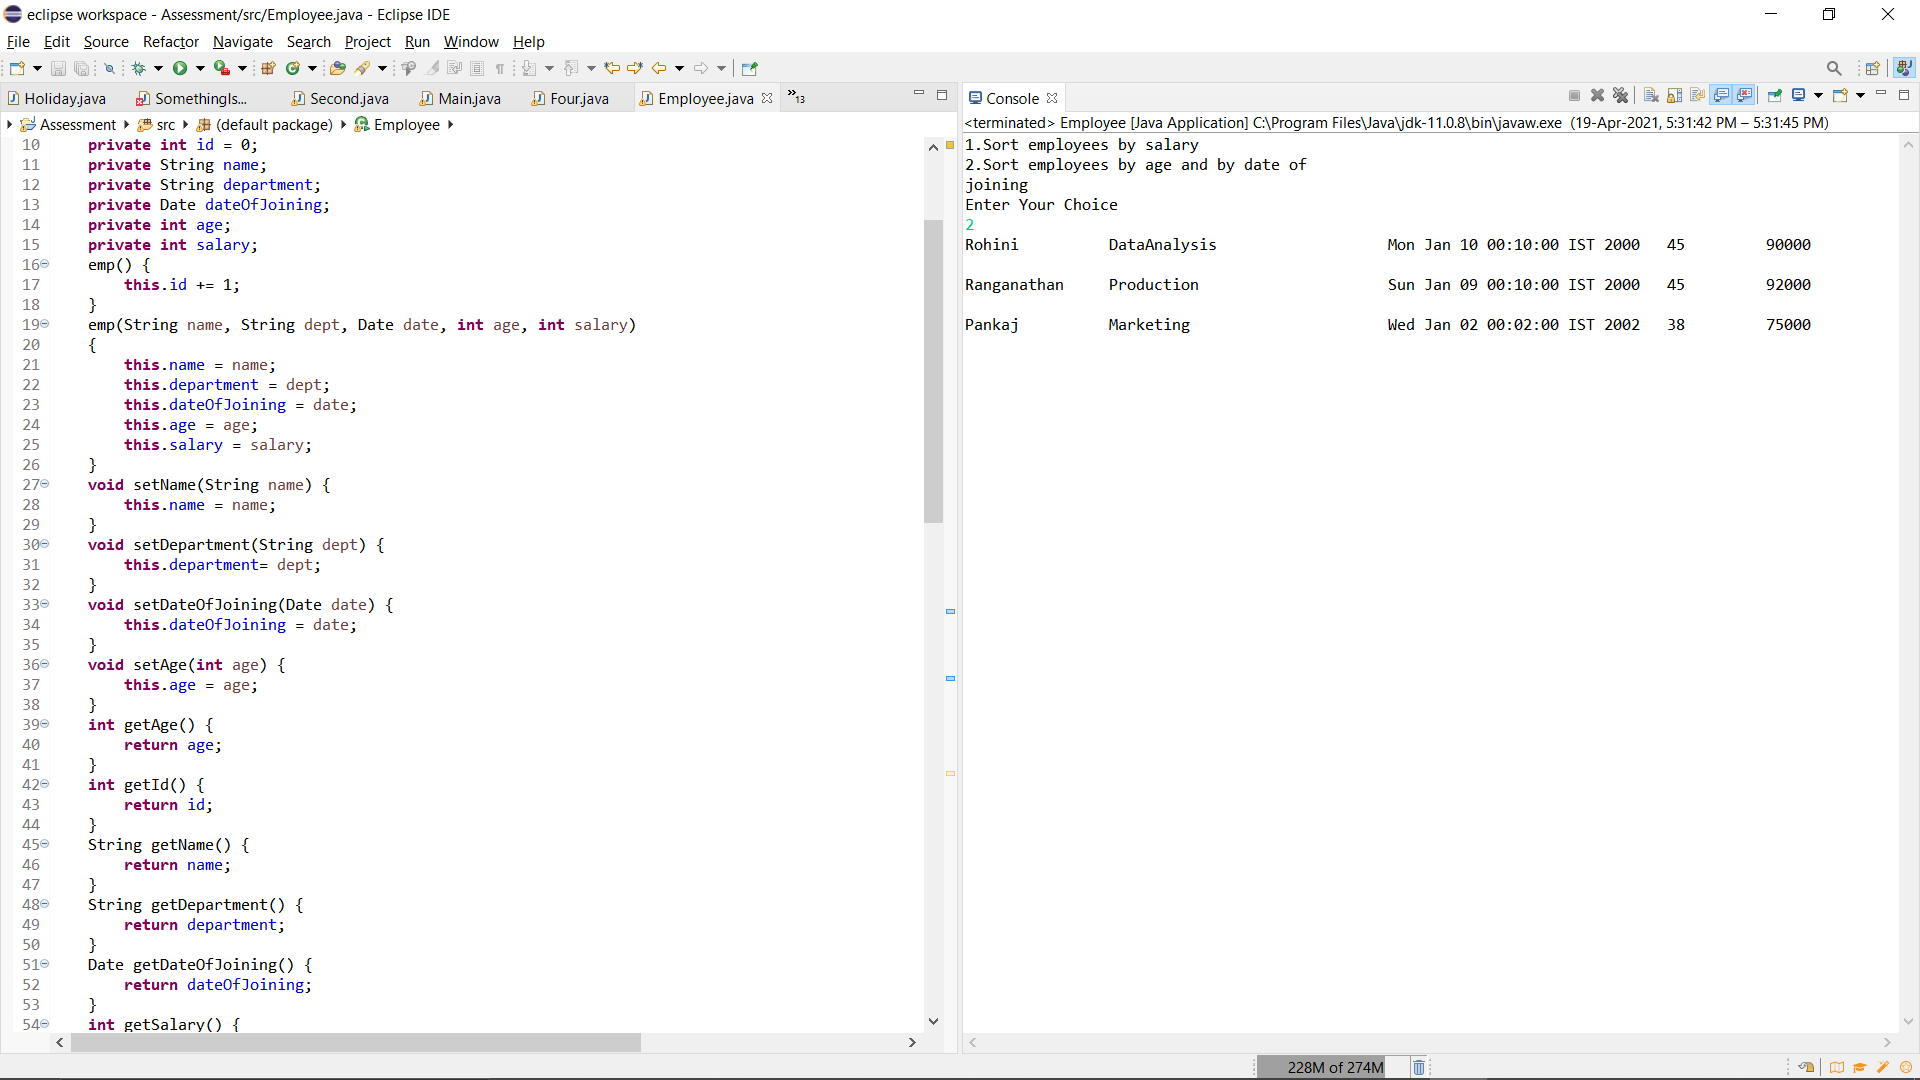 eclipse workspace - Assessment/src/Employee.java - Eclipse IDE
File Edit Source Refactor Navigate Search Project Run Window Help
Holiday.java SomethingIs... Second.java Main.java Four.java Employee.java »13
Assessment src (default package) Employee
10 private int id = 0;
11 private String name;
12 private String department;
13 private Date dateOfJoining;
14 private int age;
15 private int salary;
16 emp() {
17 this.id += 1;
18 }
19 emp(String name, String dept, Date date, int age, int salary)
20 {
21 this.name = name;
22 this.department = dept;
23 this.dateOfJoining = date;
24 this.age = age;
25 this.salary = salary;
26 }
27 void setName(String name) {
28 this.name = name;
29 }
30 void setDepartment(String dept) {
31 this.department= dept;
32 }
33 void setDateOfJoining(Date date) {
34 this.dateOfJoining = date;
35 }
36 void setAge(int age) {
37 this.age = age;
38 }
39 int getAge() {
40 return age;
41 }
42 int getId() {
43 return id;
44 }
45 String getName() {
46 return name;
47 }
48 String getDepartment() {
49 return department;
50 }
51 Date getDateOfJoining() {
52 return dateOfJoining;
53 }
54 int getSalary() {
Console
<terminated> Employee [Java Application] C:\Program Files\Java\jdk-11.0.8\bin\javaw.exe (19-Apr-2021, 5:31:42 PM – 5:31:45 PM)
1.Sort employees by salary
2.Sort employees by age and by date of
joining
Enter Your Choice
2
Rohini DataAnalysis Mon Jan 10 00:10:00 IST 2000 45 90000
Ranganathan Production Sun Jan 09 00:10:00 IST 2000 45 92000
Pankaj Marketing Wed Jan 02 00:02:00 IST 2002 38 75000
228M of 274M